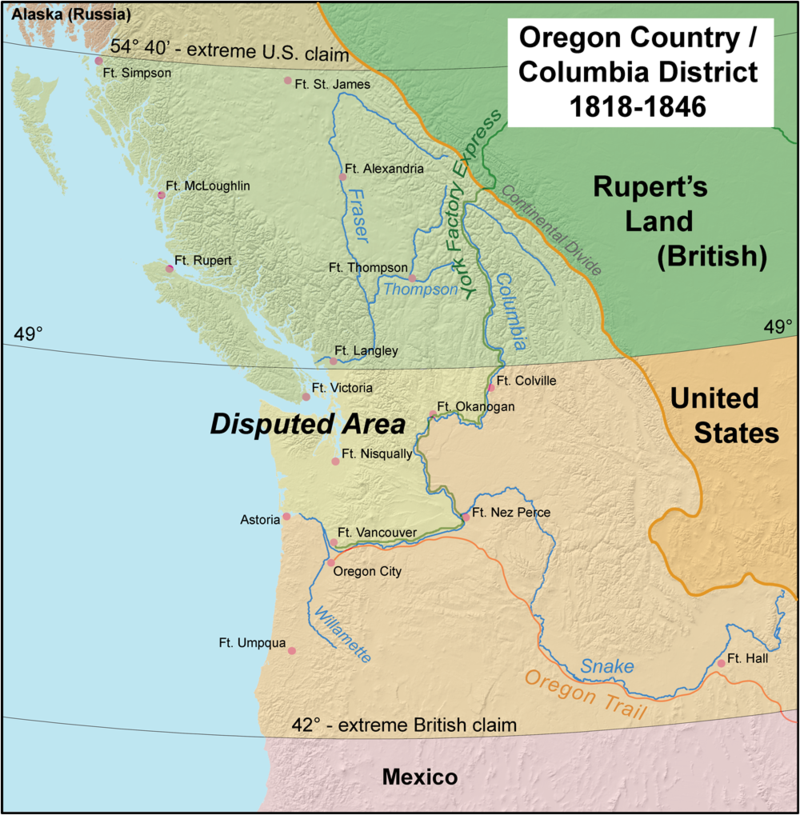 Alaska (Russia)
54° 40' - extreme U.S. claim
Oregon Country /
Columbia District
1818-1846
Ft. Simpson
Ft. St. James
York Factory Express
Ft. Alexandria
Ft. McLoughlin
Fraser
Continental Divide
Rupert's
Land
(British)
Ft. Rupert
Ft. Thompson
Thompson
Columbia
49°
49°
Ft. Langley
Ft. Victoria
Ft. Colville
Ft. Okanogan
United
States
Disputed Area
Ft. Nisqually
Astoria
Ft. Nez Perce
Ft. Vancouver
Oregon City
Willamette
Ft. Umpqua
Snake
Ft. Hall
Oregon Trail
42° - extreme British claim
Mexico